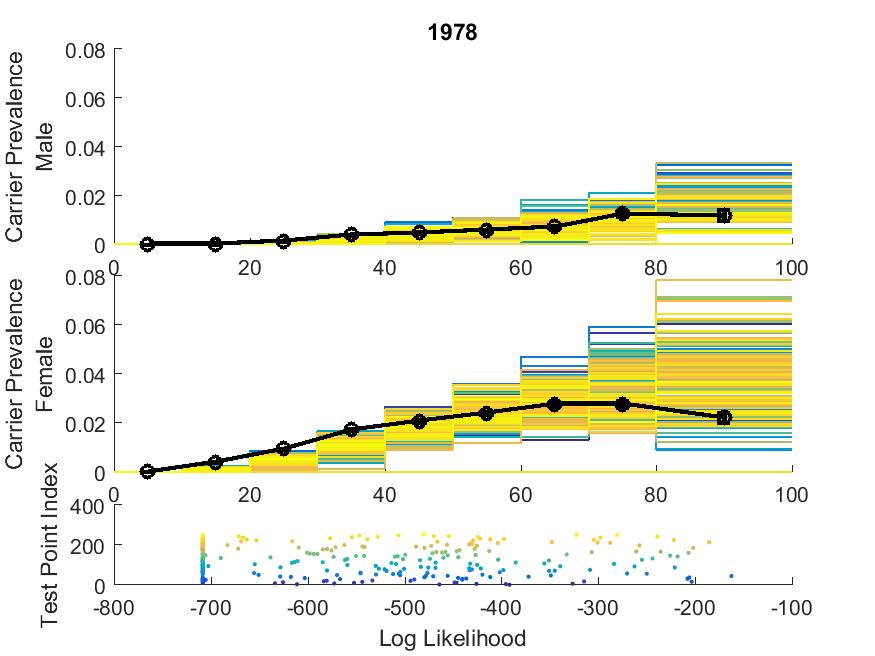 1978
0.08
0.06
0.04
0.02
0
Carrier Prevalence
Male
0 20 40 60 80 100
0.08
0.06
0.04
0.02
0
Carrier Prevalence
Female
0 20 40 60 80 100
400
200
0
Test Point Index
-800 -700 -600 -500 -400 -300 -200 -100
Log Likelihood